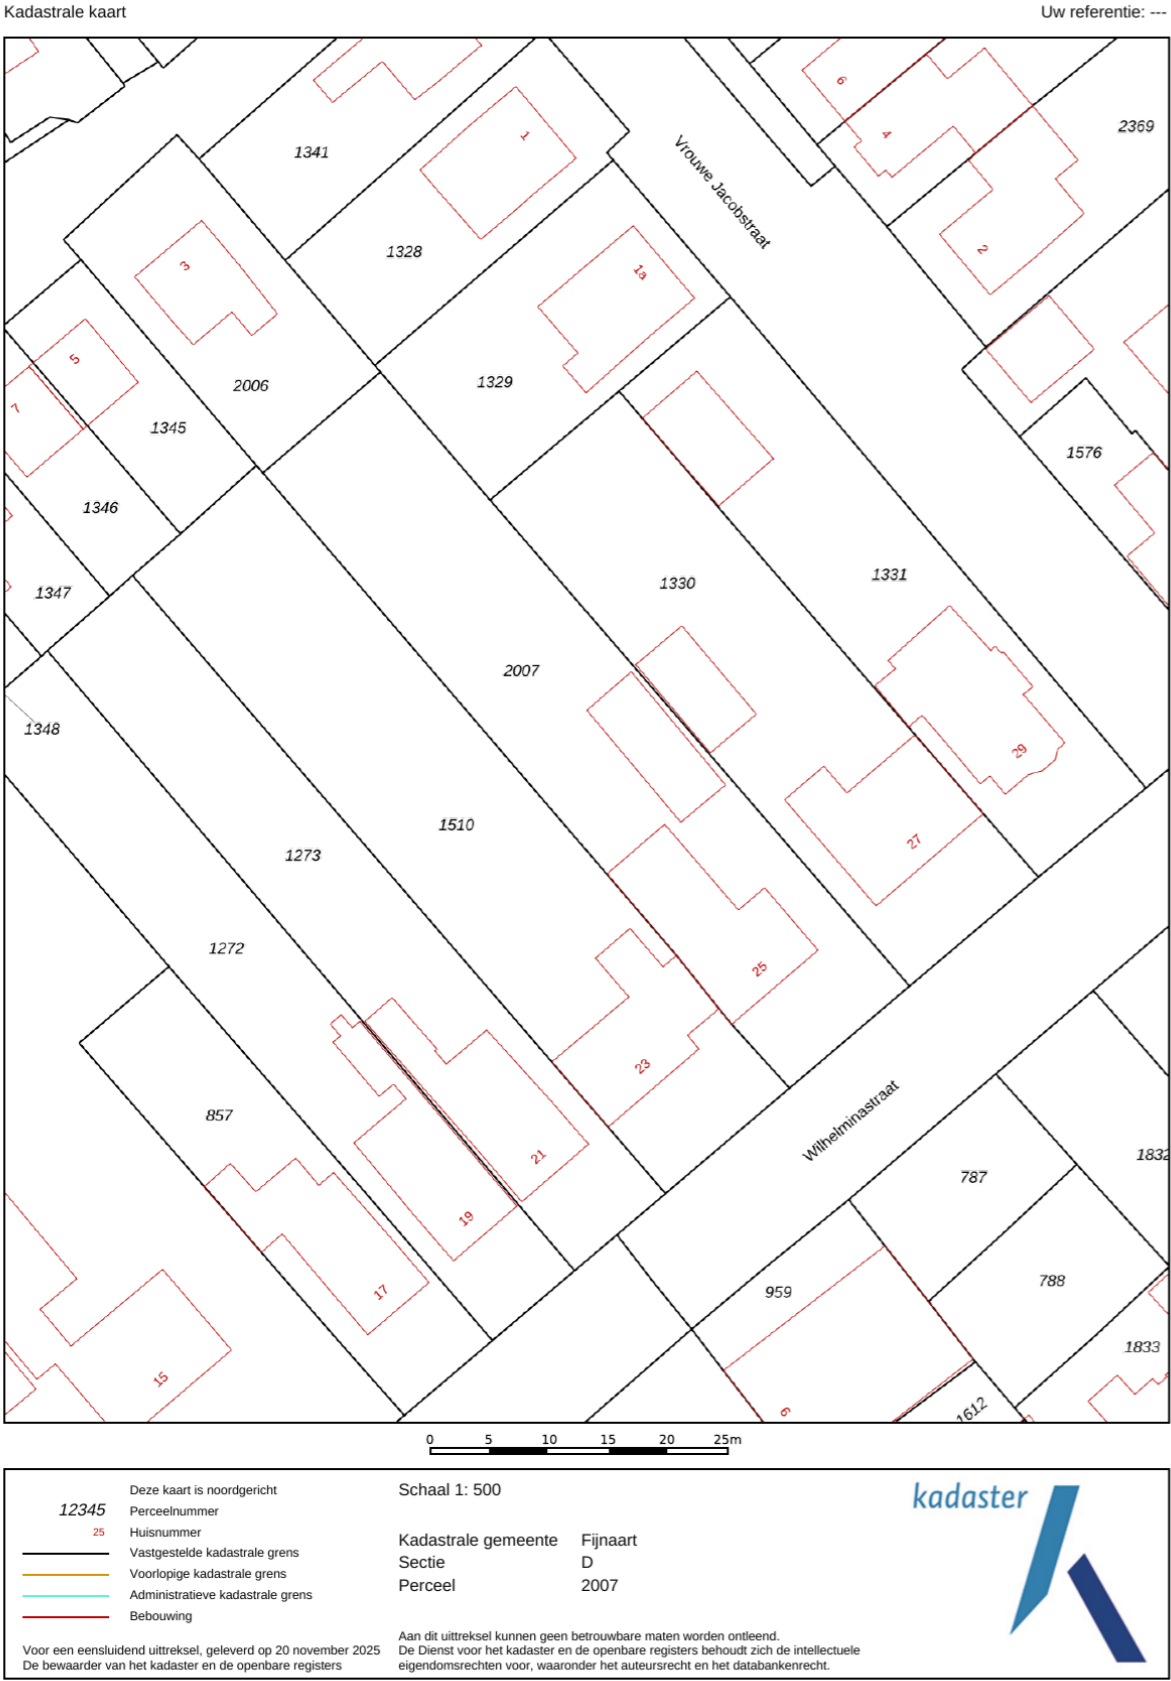 Kadastrale kaart
Uw referentie: ---
6
4
2369
1
1341
Vrouwe Jacobstraat
1328
2
3
1a
5
2006
1329
7
1345
1576
1346
1331
1330
1347
2007
1348
29
1510
27
1273
1272
25
23
857
Wilhelminastraat
21
1832
787
19
788
17
959
1833
15
6
1612
0 5 10 15 20 25m
Deze kaart is noordgericht
12345 Perceelnummer
25 Huisnummer
Vastgestelde kadastrale grens
Voorlopige kadastrale grens
Administratieve kadastrale grens
Bebouwing
Voor een eensluidend uittreksel, geleverd op 20 november 2025
De bewaarder van het kadaster en de openbare registers
Schaal 1: 500
Kadastrale gemeente Fijnaart
Sectie D
Perceel 2007
Aan dit uittreksel kunnen geen betrouwbare maten worden ontleend.
De Dienst voor het kadaster en de openbare registers behoudt zich de intellectuele
eigendomsrechten voor, waaronder het auteursrecht en het databankenrecht.
kadaster